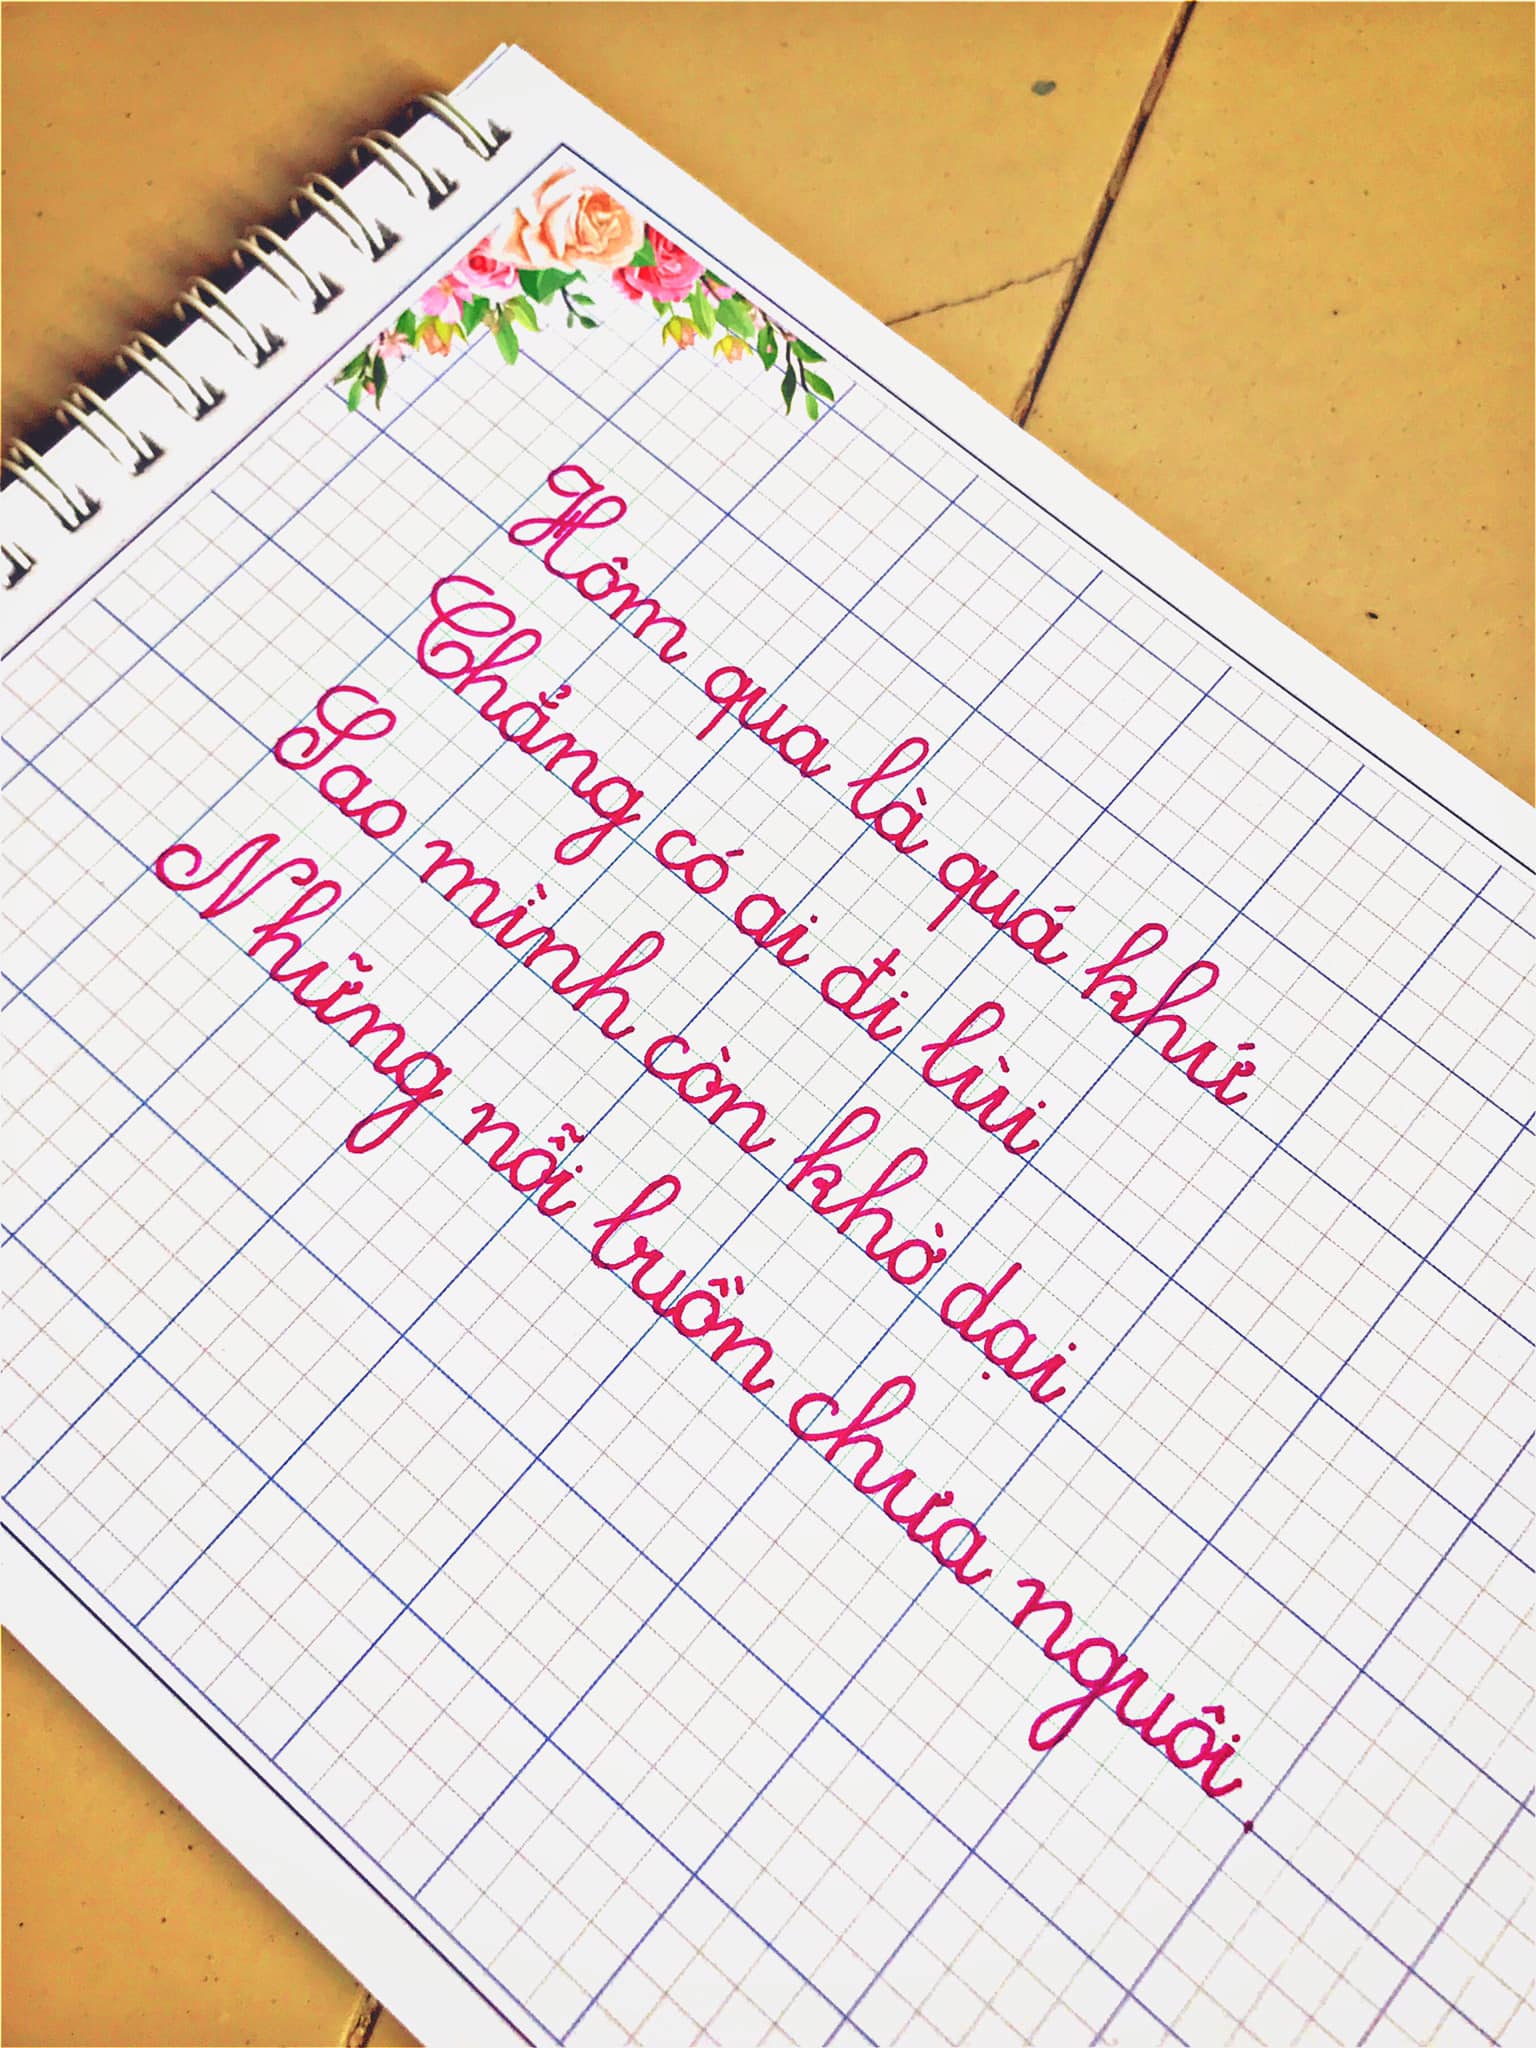 Hôm qua là quá khứ
Chẳng có ai đi lùi
Sao mình còn khờ dại
Những nỗi buồn chưa nguôi.